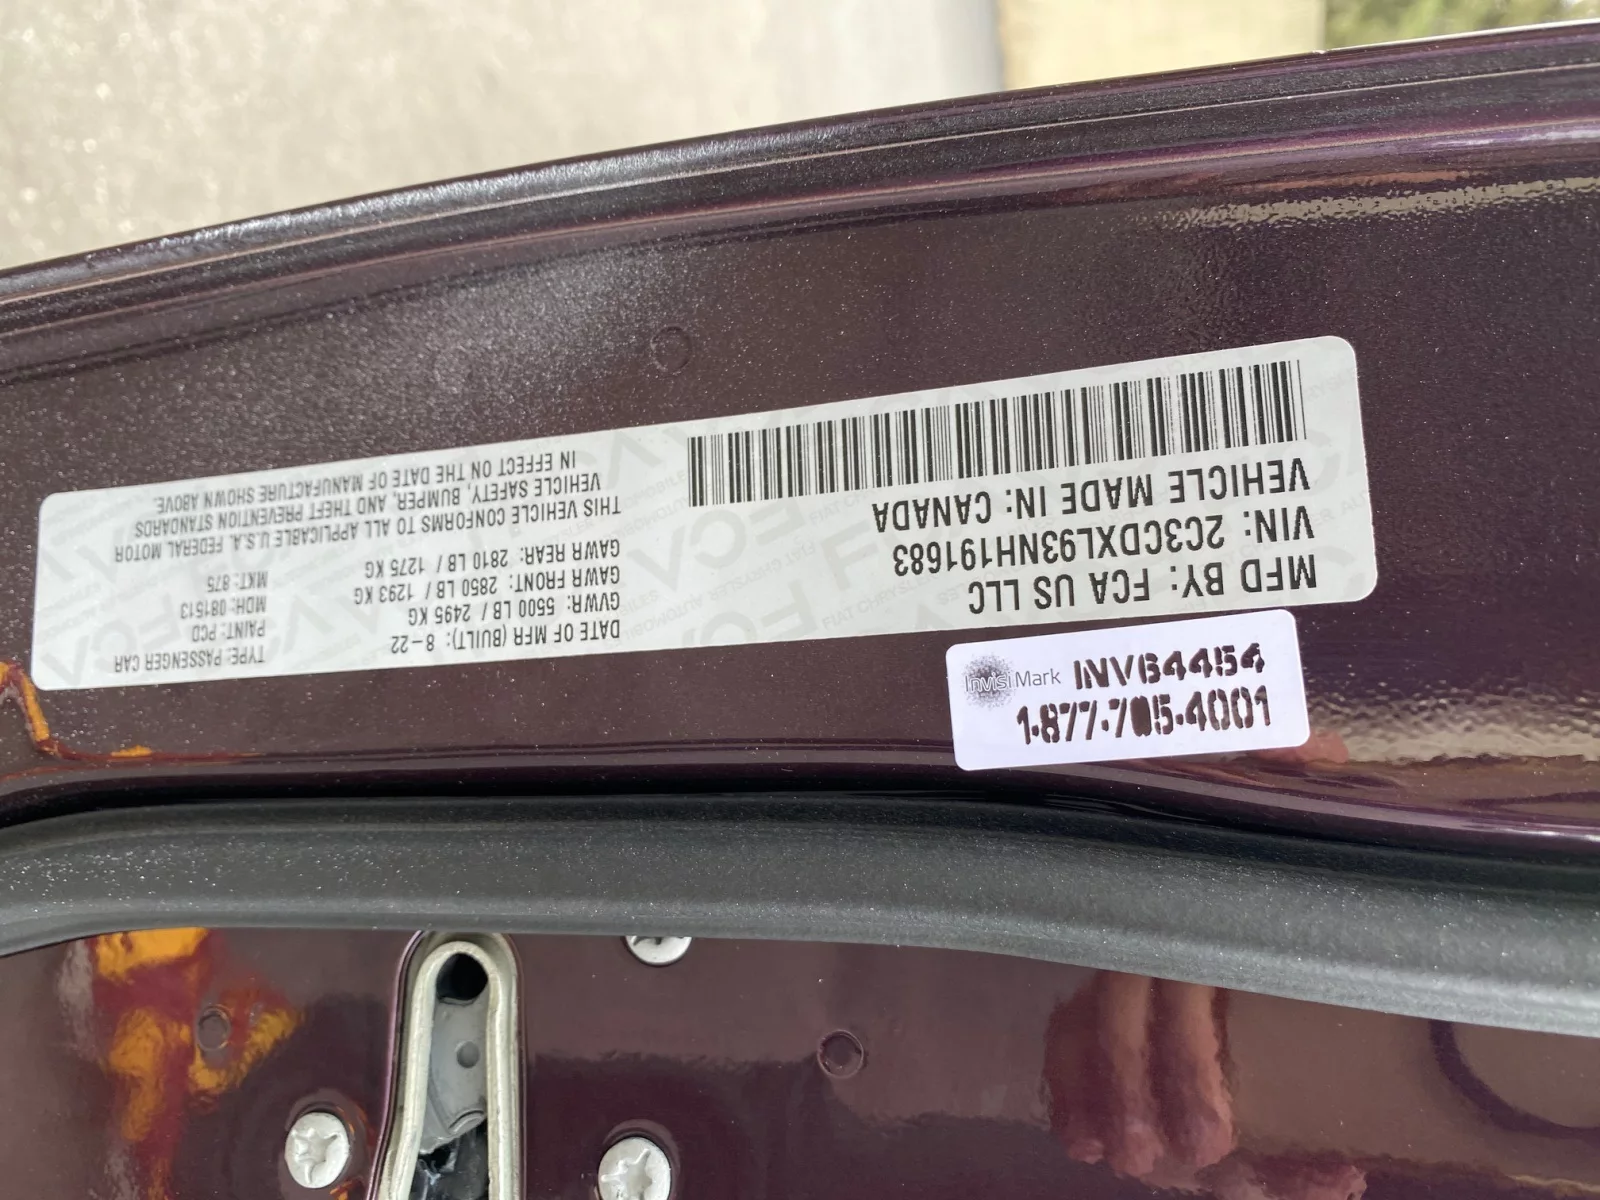 MFD BY: FCA US LLC
VIN: 2C3CDXL93NH191683
VEHICLE MADE IN: CANADA
DATE OF MFR (BUILT): 8-22
GVWR: 5500 LB / 2495 KG
GAWR FRONT: 2850 LB / 1293 KG
GAWR REAR: 2810 LB / 1275 KG
TYPE: PASSENGER CAR
PAINT: PCD
MDH: 081513
MKT: 875
THIS VEHICLE CONFORMS TO ALL APPLICABLE U.S.A. FEDERAL MOTOR
VEHICLE SAFETY, BUMPER, AND THEFT PREVENTION STANDARDS
IN EFFECT ON THE DATE OF MANUFACTURE SHOWN ABOVE
InvisiMark INV64454
1-877-705-4001